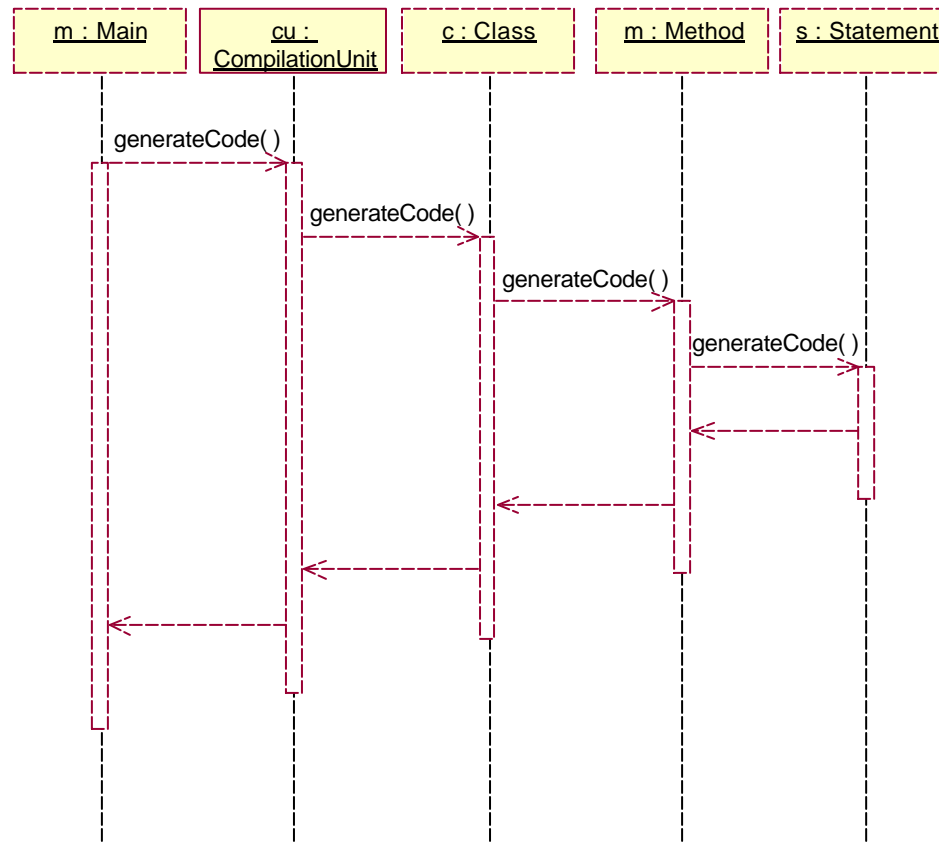 m : Main
cu :
CompilationUnit
c : Class
m : Method
s : Statement
generateCode( )
generateCode( )
generateCode( )
generateCode( )